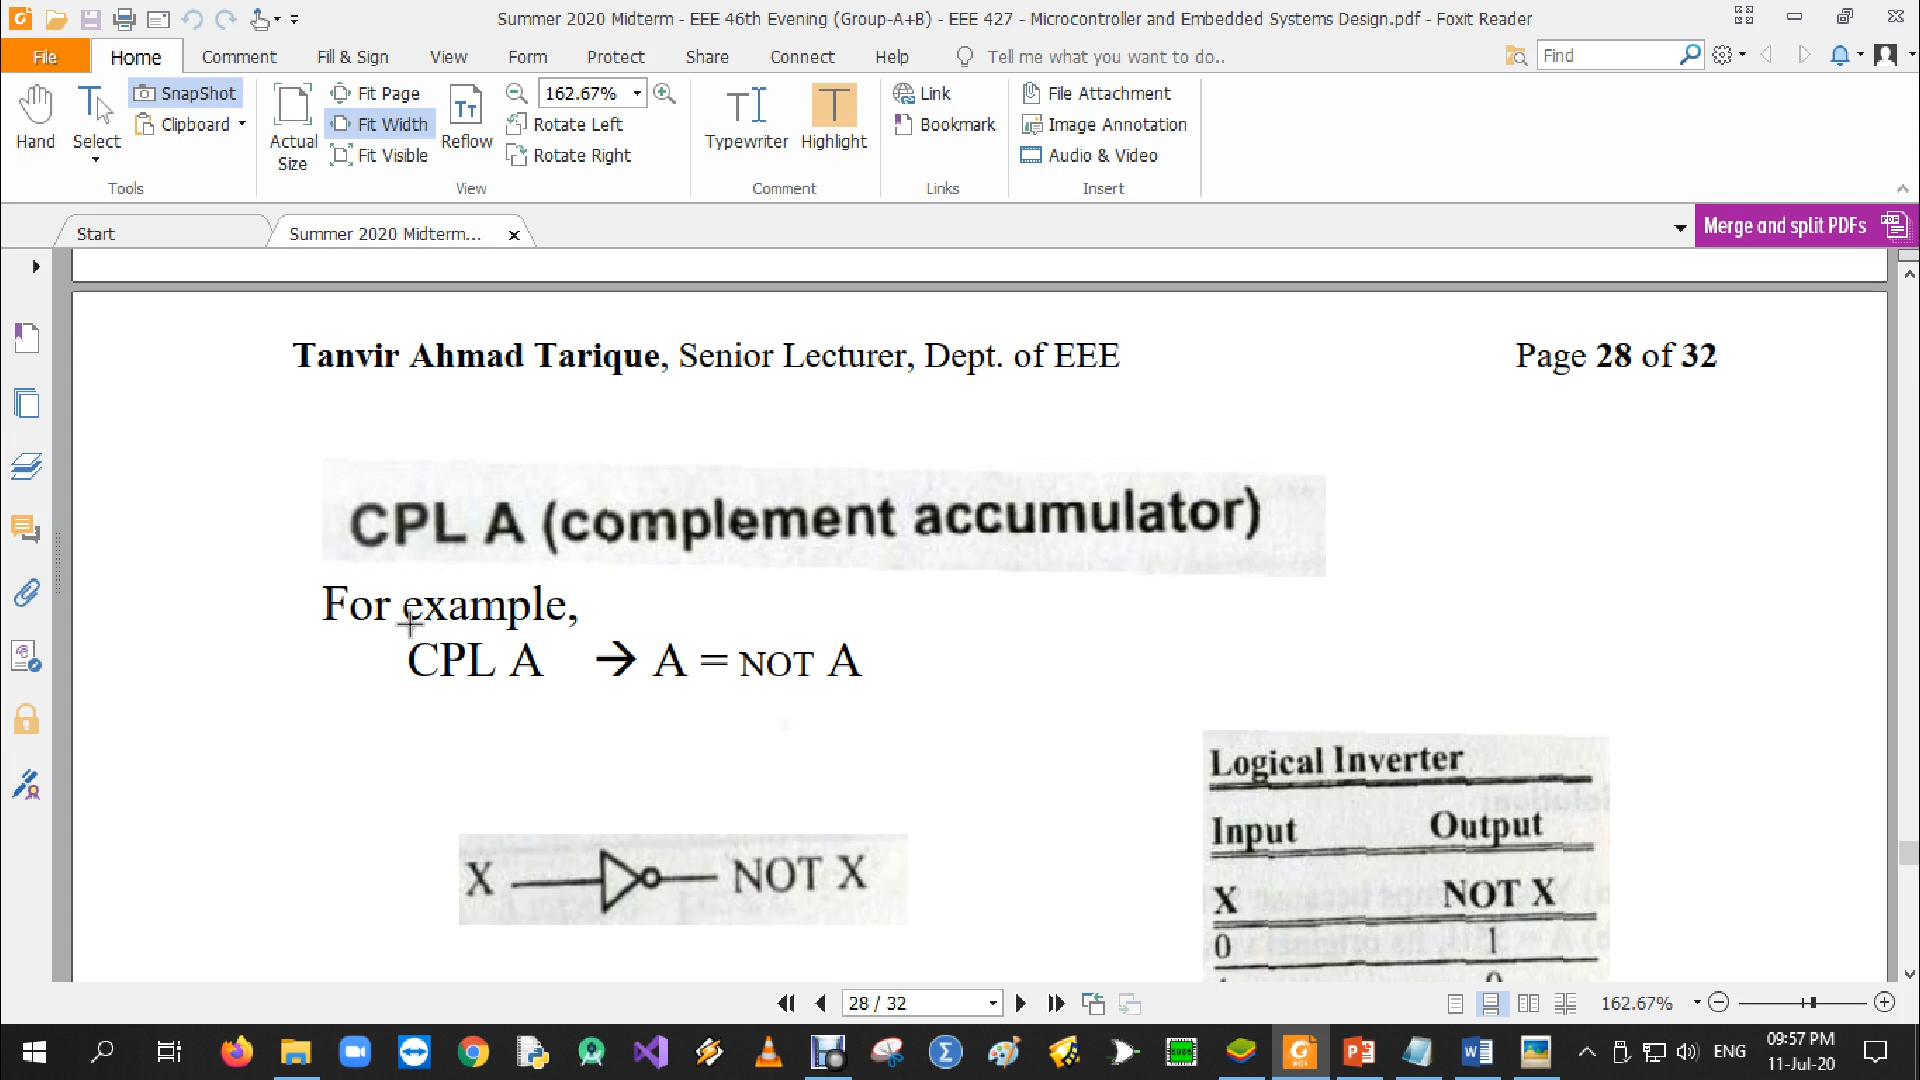 Summer 2020 Midterm - EEE 46th Evening (Group-A+B) - EEE 427 - Microcontroller and Embedded Systems Design.pdf - Foxit Reader
File Home Comment Fill & Sign View Form Protect Share Connect Help Tell me what you want to do.. Find
SnapShot Fit Page 162.67% Link File Attachment
Clipboard Fit Width Rotate Left Bookmark Image Annotation
Hand Select Actual Size Reflow Typewriter Highlight
Fit Visible Rotate Right Audio & Video
Tools View Comment Links Insert
Start Summer 2020 Midterm... Merge and split PDFs
Tanvir Ahmad Tarique, Senior Lecturer, Dept. of EEE Page 28 of 32
CPL A (complement accumulator)
For example,
CPL A → A = NOT A
Logical Inverter
Input Output
X NOT X
X NOT X
0 1
28 / 32 162.67%
ENG 09:57 PM
11-Jul-20